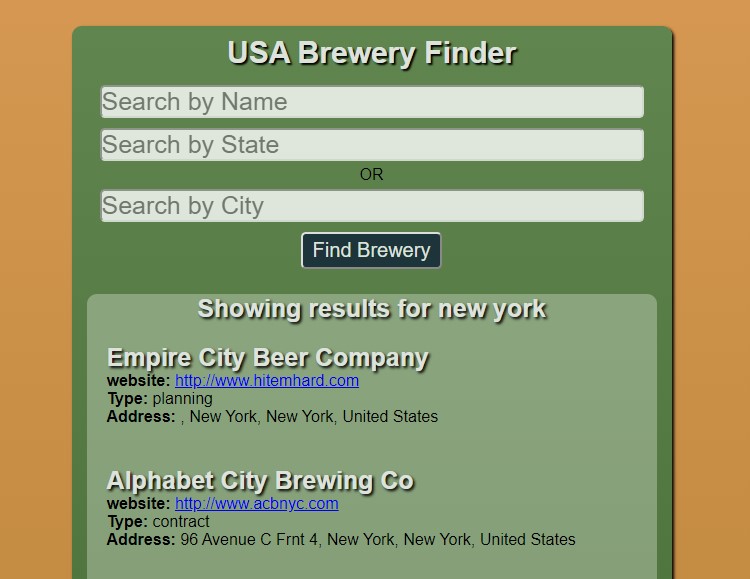 USA Brewery Finder
Search by Name
Search by State
OR
Search by City
Find Brewery
Showing results for new york
Empire City Beer Company
website: http://www.hitemhard.com
Type: planning
Address: , New York, New York, United States
Alphabet City Brewing Co
website: http://www.acbnyc.com
Type: contract
Address: 96 Avenue C Frnt 4, New York, New York, United States